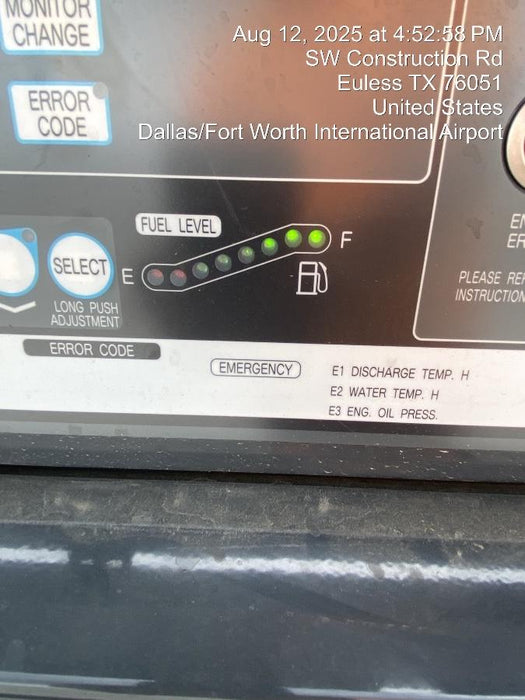 MONITOR
CHANGE
Aug 12, 2025 at 4:52:58 PM
SW Construction Rd
Euless TX 76051
United States
Dallas/Fort Worth International Airport
ERROR
CODE
FUEL LEVEL
E
F
SELECT
LONG PUSH
ADJUSTMENT
PLEASE
INSTRUCTION
ERROR CODE
EMERGENCY
E1 DISCHARGE TEMP. H
E2 WATER TEMP. H
E3 ENG. OIL PRESS.